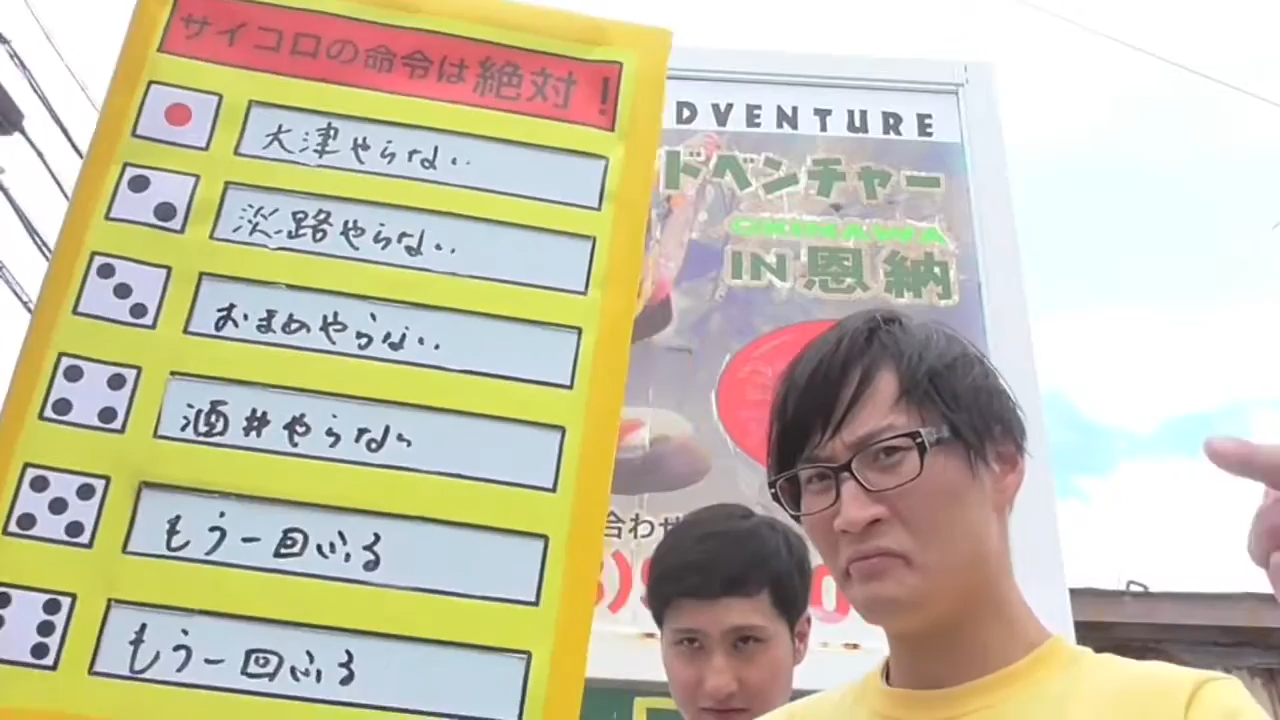 サイコロの命令は絶対!
大津やらない
淡路やらない
おまめやらない
酒井やらない
もう一回ふる
もう一回ふる
DVENTURE
ドベンチャー
OKINAWA
IN 恩納
合わせ